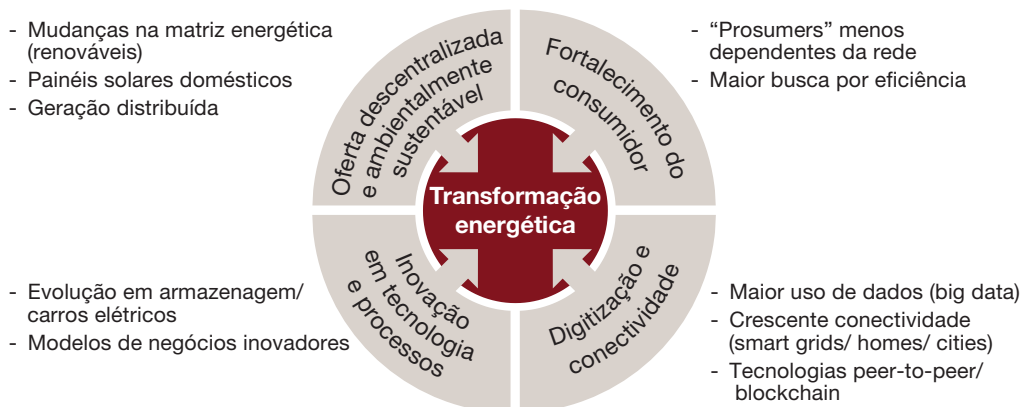 - Mudanças na matriz energética
(renováveis)
- Painéis solares domésticos
- Geração distribuída
Oferta descentralizada
e ambientalmente
sustentável
Fortalecimento do
consumidor
- “Prosumers” menos
dependentes da rede
- Maior busca por eficiência
Transformação
energética
- Evolução em armazenagem/
carros elétricos
- Modelos de negócios inovadores
Inovação
em tecnologia
e processos
Digitização e
conectividade
- Maior uso de dados (big data)
- Crescente conectividade
(smart grids/ homes/ cities)
- Tecnologias peer-to-peer/
blockchain